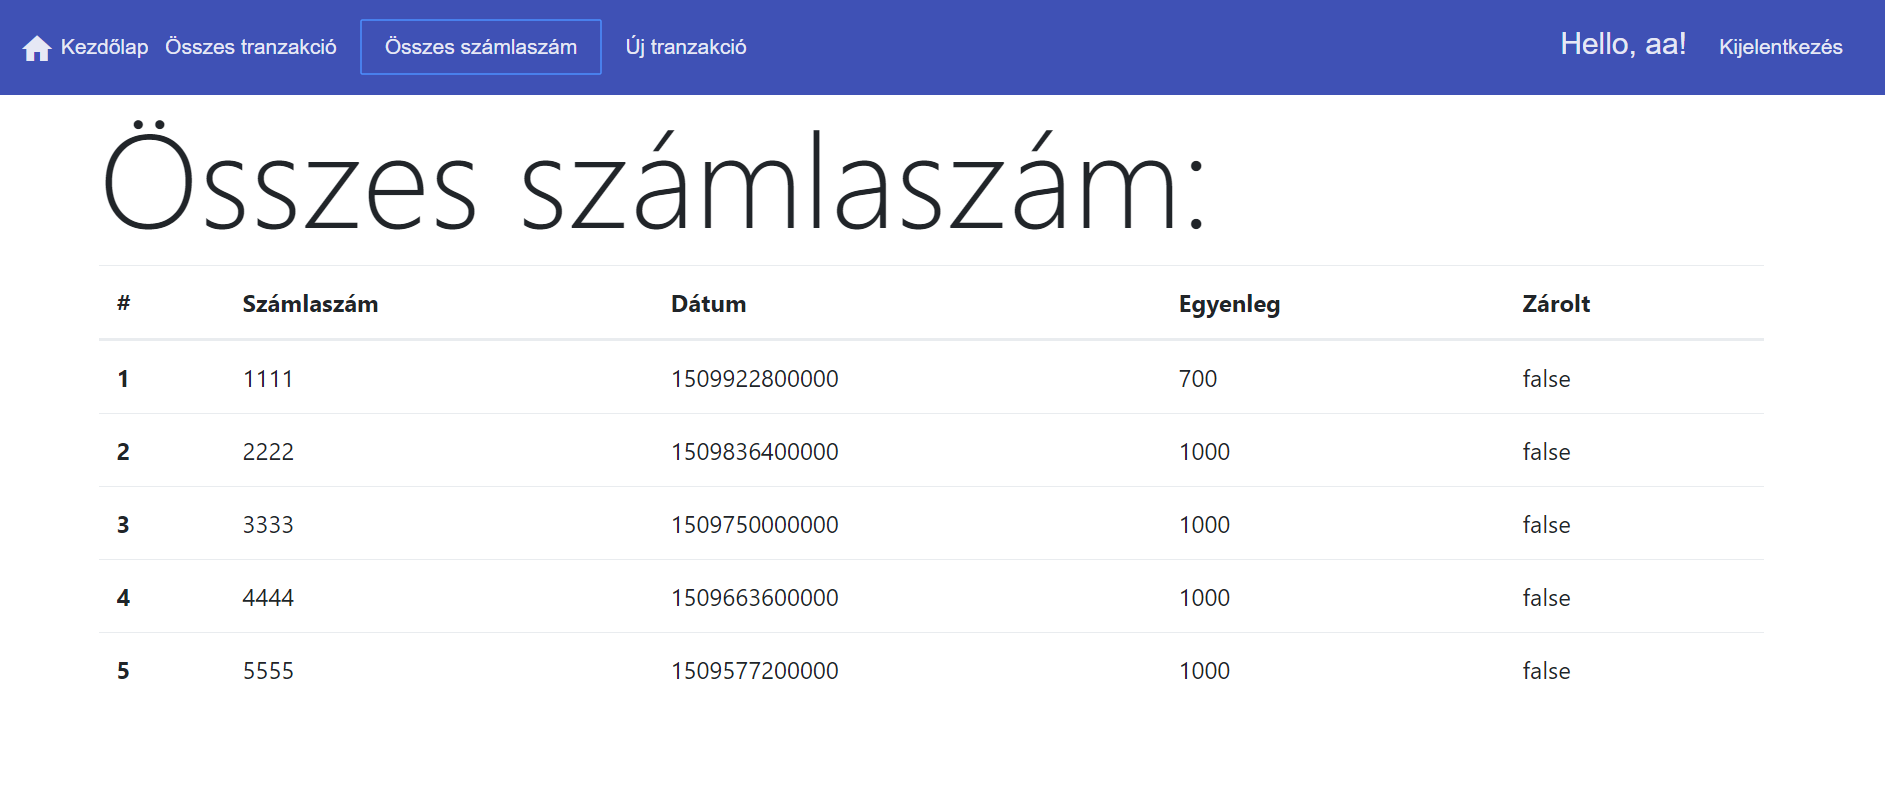 Kezdőlap Összes tranzakció Összes számlaszám Új tranzakció Hello, aa! Kijelentkezés
Összes számlaszám:
# Számlaszám Dátum Egyenleg Zárolt
1 1111 1509922800000 700 false
2 2222 1509836400000 1000 false
3 3333 1509750000000 1000 false
4 4444 1509663600000 1000 false
5 5555 1509577200000 1000 false